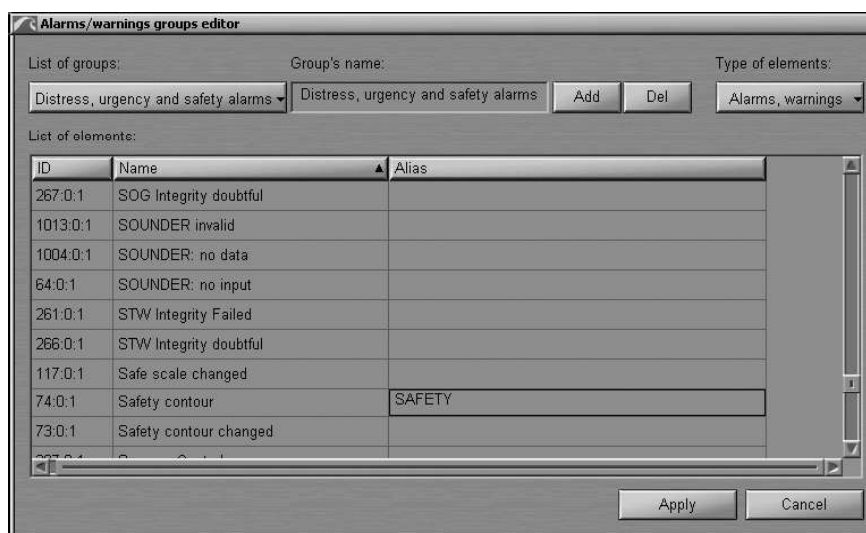 Alarms/warnings groups editor
List of groups: Group's name: Type of elements:
Distress, urgency and safety alarms Distress, urgency and safety alarms Add Del Alarms, warnings
List of elements:
ID Name Alias
267:0:1 SOG Integrity doubtful
1013:0:1 SOUNDER invalid
1004:0:1 SOUNDER: no data
64:0:1 SOUNDER: no input
261:0:1 STW Integrity Failed
266:0:1 STW Integrity doubtful
117:0:1 Safe scale changed
74:0:1 Safety contour SAFETY
73:0:1 Safety contour changed
Apply Cancel